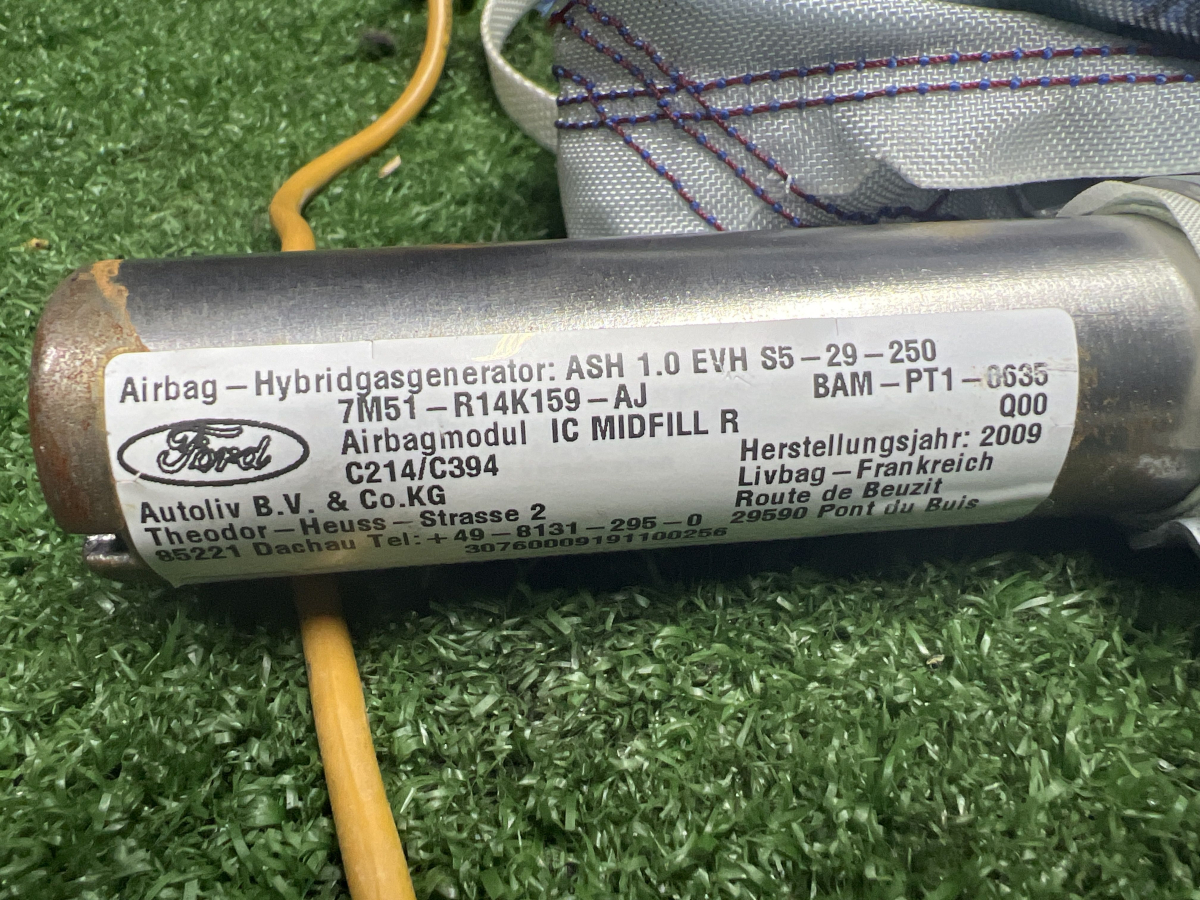 Airbag-Hybridgasgenerator: ASH 1.0 EVH S5-29-250
7M51-R14K159-AJ
BAM-PT1-0635
Q00
Ford
Airbagmodul IC MIDFILL R
C214/C394
Autoliv B.V. & Co.KG
Theodor-Heuss-Strasse 2
85221 Dachau Tel:+49-8131-295-0
Herstellungsjahr: 2009
Livbag-Frankreich
Route de Beuzit
29590 Pont du Buis
30760009191100256